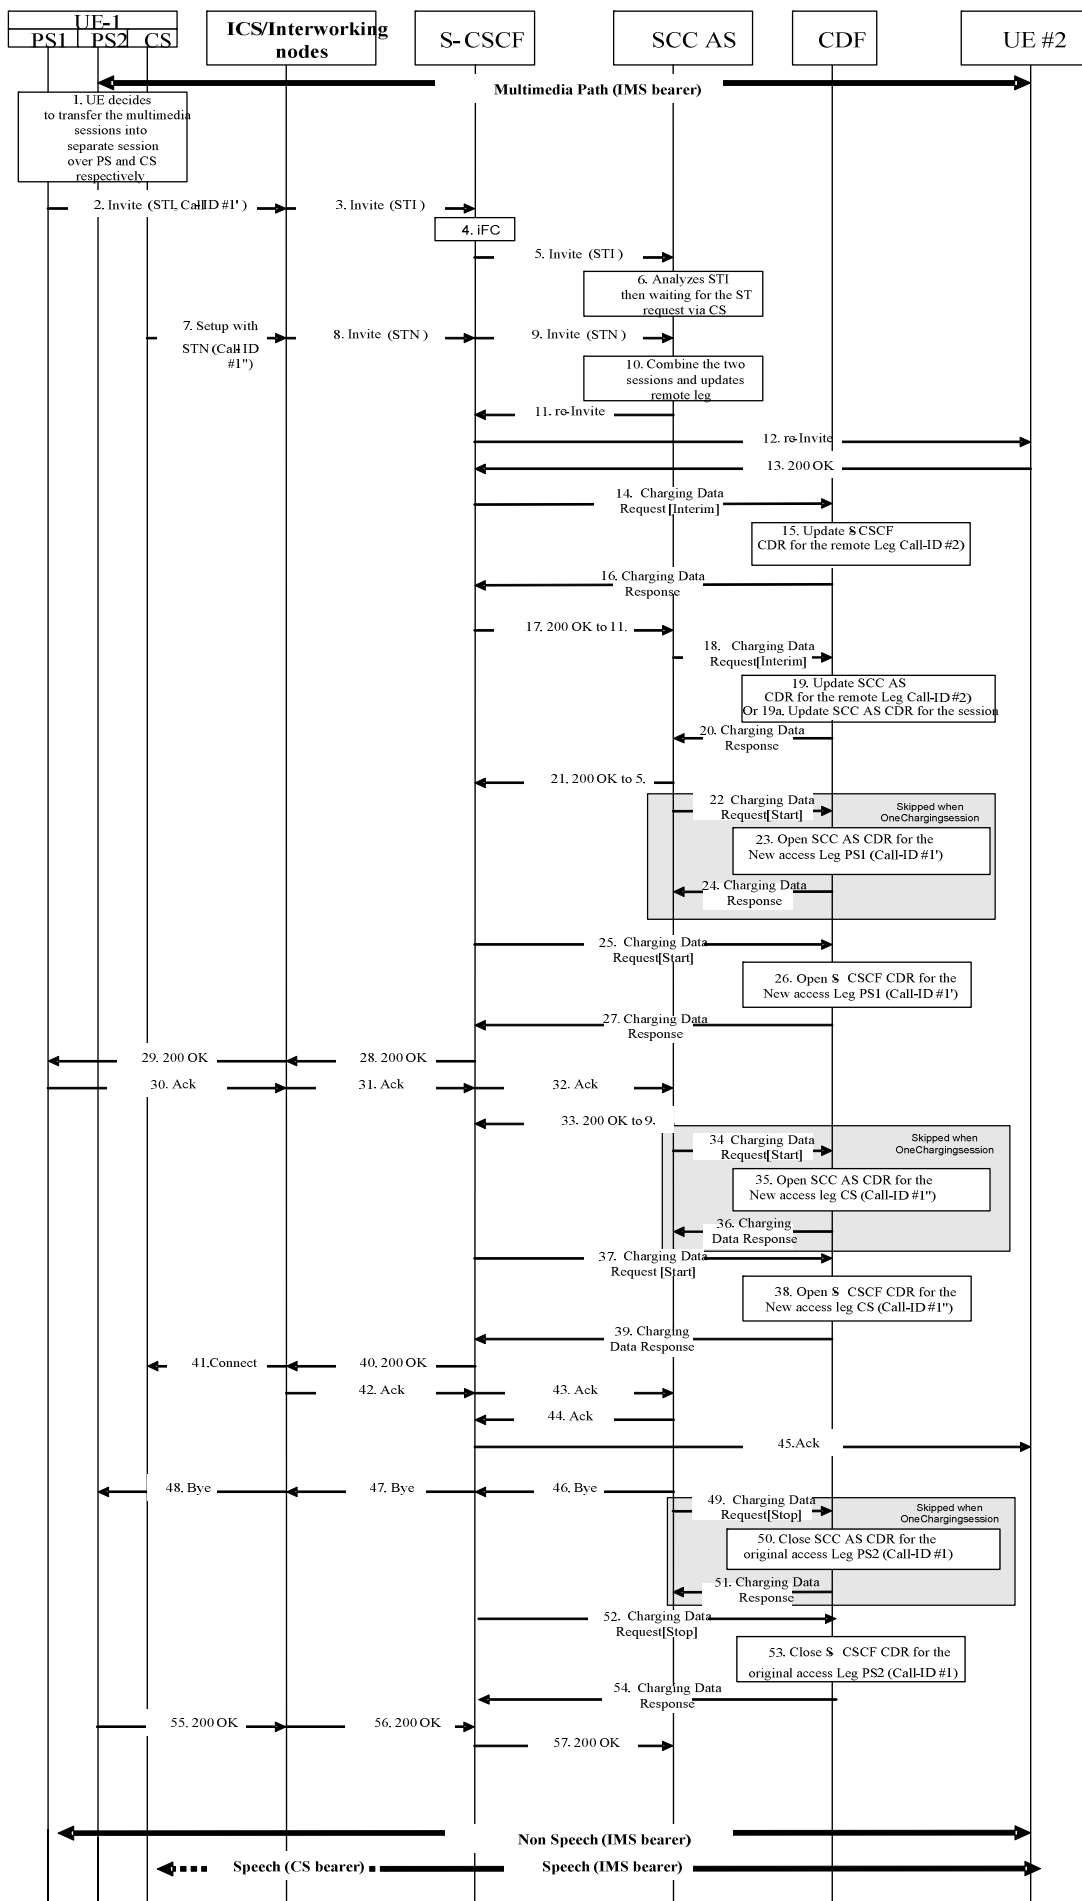 UE-1
PS1 PS2 CS
ICS/Interworking
nodes
S-CSCF
SCC AS
CDF
UE #2
Multimedia Path (IMS bearer)
1. UE decides
to transfer the multimedia
sessions into
separate session
over PS and CS
respectively
2. Invite (STI, Call-ID #1')
3. Invite (STI)
4. iFC
5. Invite (STI)
6. Analyzes STI
then waiting for the ST
request via CS
7. Setup with
STN (Call-ID
#1")
8. Invite (STN)
9. Invite (STN)
10. Combine the two
sessions and updates
remote leg
11. re-Invite
12. re-Invite
13. 200 OK
14. Charging Data
Request[Interim]
15. Update S-CSCF
CDR for the remote Leg Call-ID #2)
16. Charging Data
Response
17. 200 OK to 11.
18. Charging Data
Request[Interim]
19. Update SCC AS
CDR for the remote Leg Call-ID #2)
Or 19a. Update SCC AS CDR for the session
20. Charging Data
Response
21. 200 OK to 5.
22 Charging Data
Request[Start]
Skipped when
OneChargingsession
23. Open SCC AS CDR for the
New access Leg PS1 (Call-ID #1')
24. Charging Data
Response
25. Charging Data
Request[Start]
26. Open S- CSCF CDR for the
New access Leg PS1 (Call-ID #1')
27. Charging Data
Response
29. 200 OK
28. 200 OK
30. Ack
31. Ack
32. Ack
33. 200 OK to 9.
34 Charging Data
Request[Start]
Skipped when
OneChargingsession
35. Open SCC AS CDR for the
New access leg CS (Call-ID #1")
36. Charging
Data Response
37. Charging Data
Request [Start]
38. Open S- CSCF CDR for the
New access leg CS (Call-ID #1")
39. Charging
Data Response
41.Connect
40. 200 OK
42. Ack
43. Ack
44. Ack
45.Ack
48. Bye
47. Bye
46. Bye
49. Charging Data
Request[Stop]
Skipped when
OneChargingsession
50. Close SCC AS CDR for the
original access Leg PS2 (Call-ID #1)
51. Charging Data
Response
52. Charging Data
Request[Stop]
53. Close S- CSCF CDR for the
original access Leg PS2 (Call-ID #1)
54. Charging Data
Response
55. 200 OK
56. 200 OK
57. 200 OK
Non Speech (IMS bearer)
Speech (CS bearer)
Speech (IMS bearer)